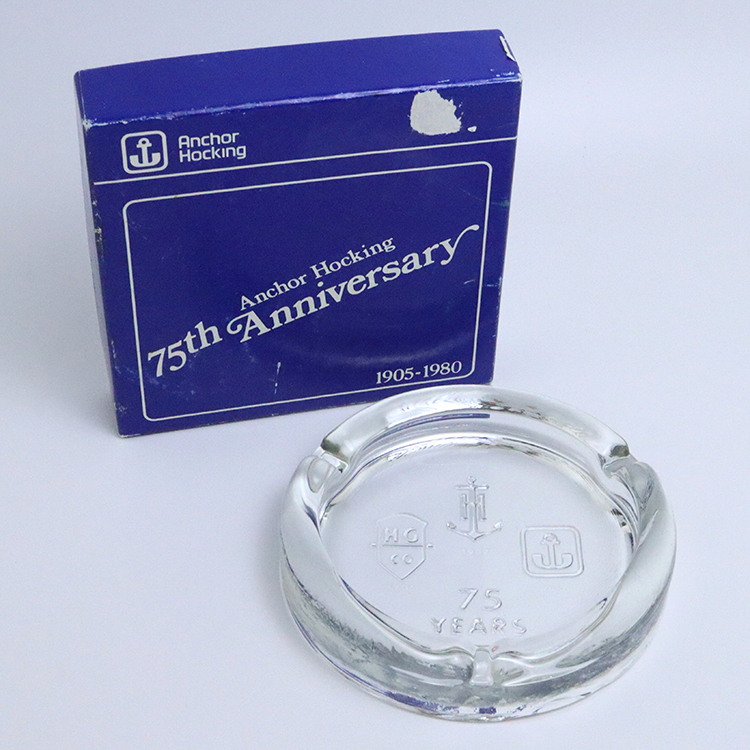 Anchor
Hocking
Anchor Hocking
75th Anniversary
1905-1980
H
HG
CO
75
YEARS